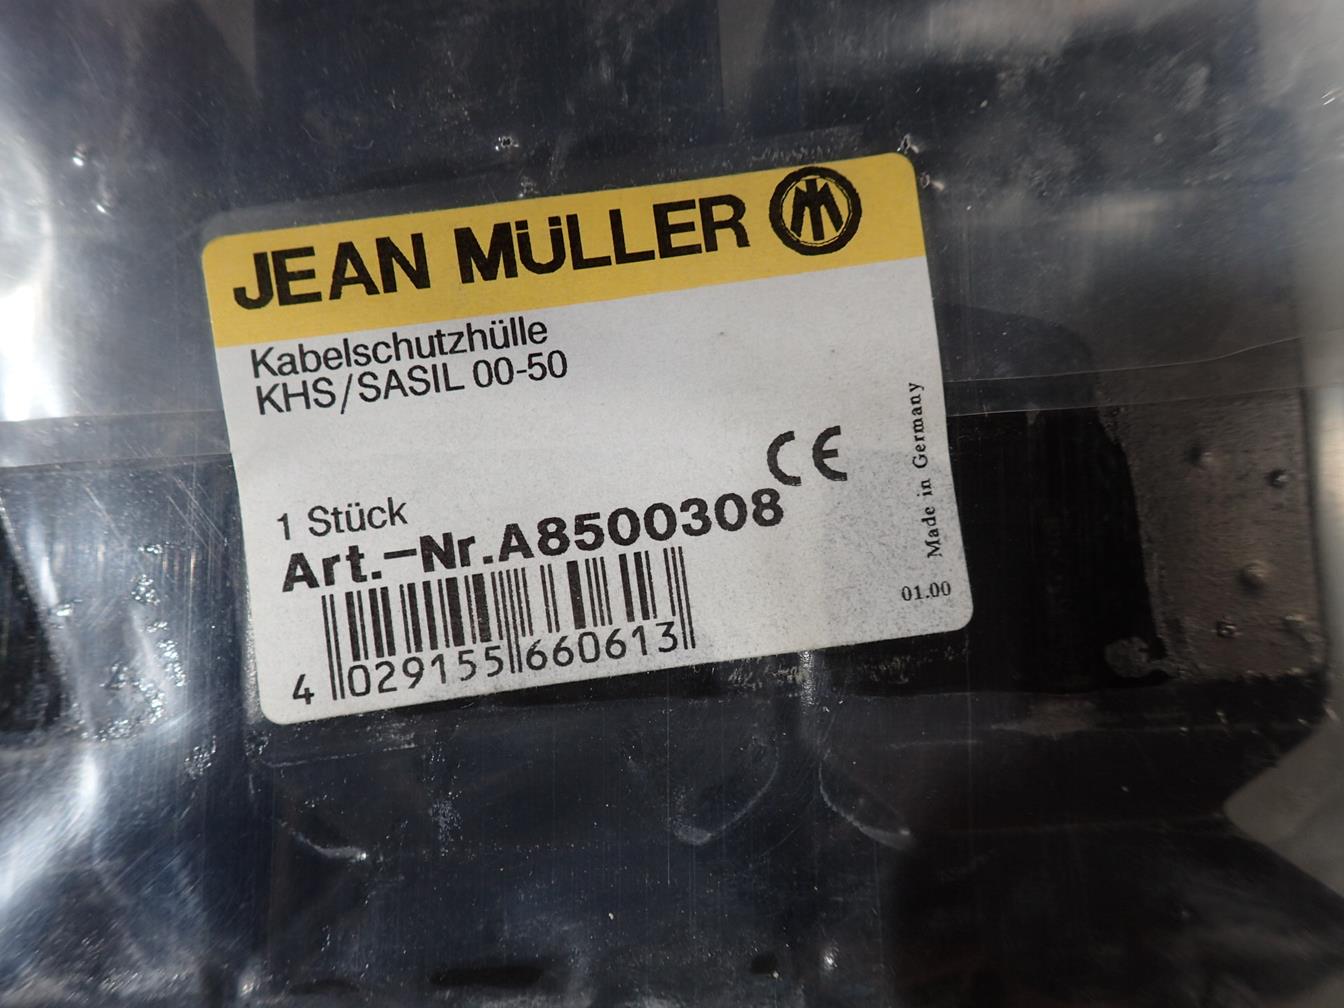 JEAN MÜLLER
Kabelschutzhülle
KHS/SASIL 00-50
CE
Made in Germany
1 Stück
Art.-Nr.A8500308
01.00
4 029155 660613